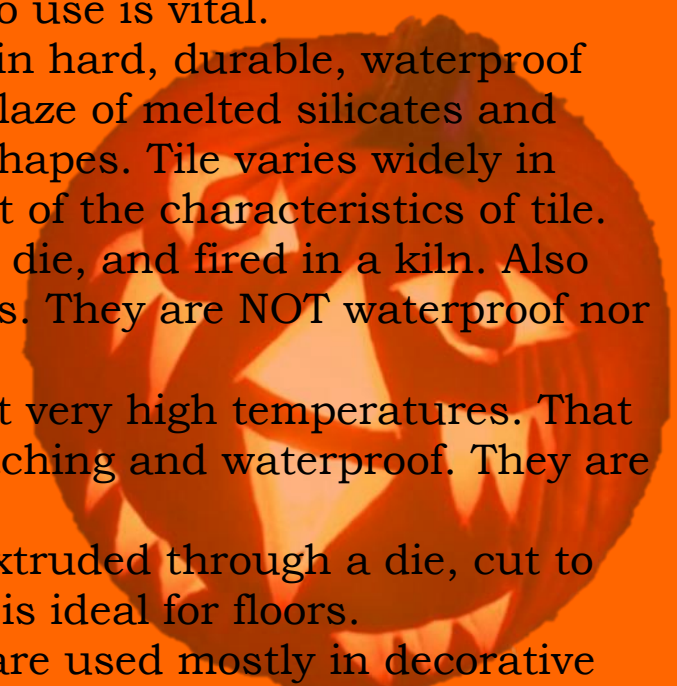 o use is vital.
in hard, durable, waterproof
laze of melted silicates and
hapes. Tile varies widely in
t of the characteristics of tile.
die, and fired in a kiln. Also
s. They are NOT waterproof nor
t very high temperatures. That
ching and waterproof. They are
xtruded through a die, cut to
is ideal for floors.
are used mostly in decorative